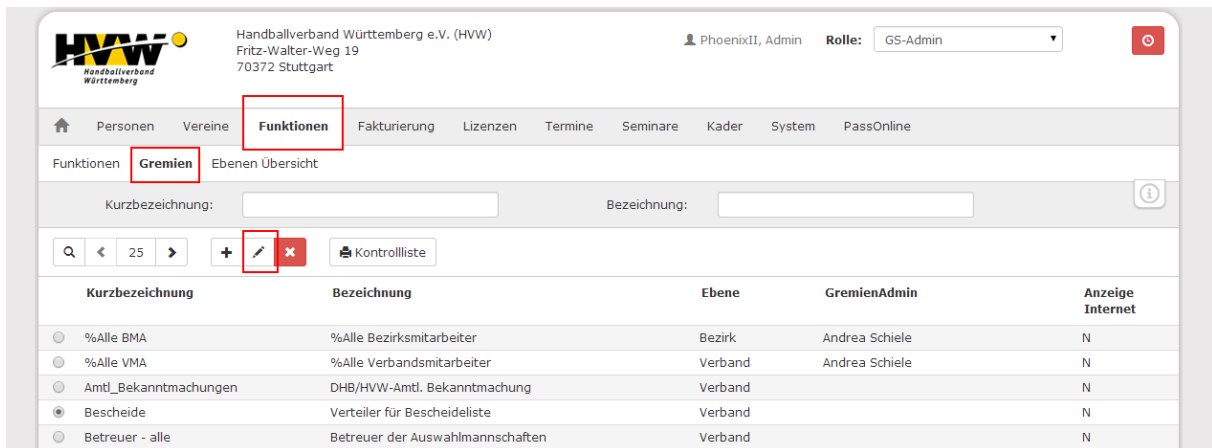 HVW
Handballverband
Württemberg
Handballverband Württemberg e.V. (HVW)
Fritz-Walter-Weg 19
70372 Stuttgart
PhoenixII, Admin Rolle: GS-Admin
Personen Vereine Funktionen Fakturierung Lizenzen Termine Seminare Kader System PassOnline
Funktionen Gremien Ebenen Übersicht
Kurzbezeichnung: Bezeichnung:
25 Kontrollliste
Kurzbezeichnung Bezeichnung Ebene GremienAdmin Anzeige Internet
%Alle BMA %Alle Bezirksmitarbeiter Bezirk Andrea Schiele N
%Alle VMA %Alle Verbandsmitarbeiter Verband Andrea Schiele N
Amtl_Bekanntmachungen DHB/HVW-Amtl. Bekanntmachung Verband N
Bescheide Verteiler für Bescheideliste Verband N
Betreuer - alle Betreuer der Auswahlmannschaften Verband N